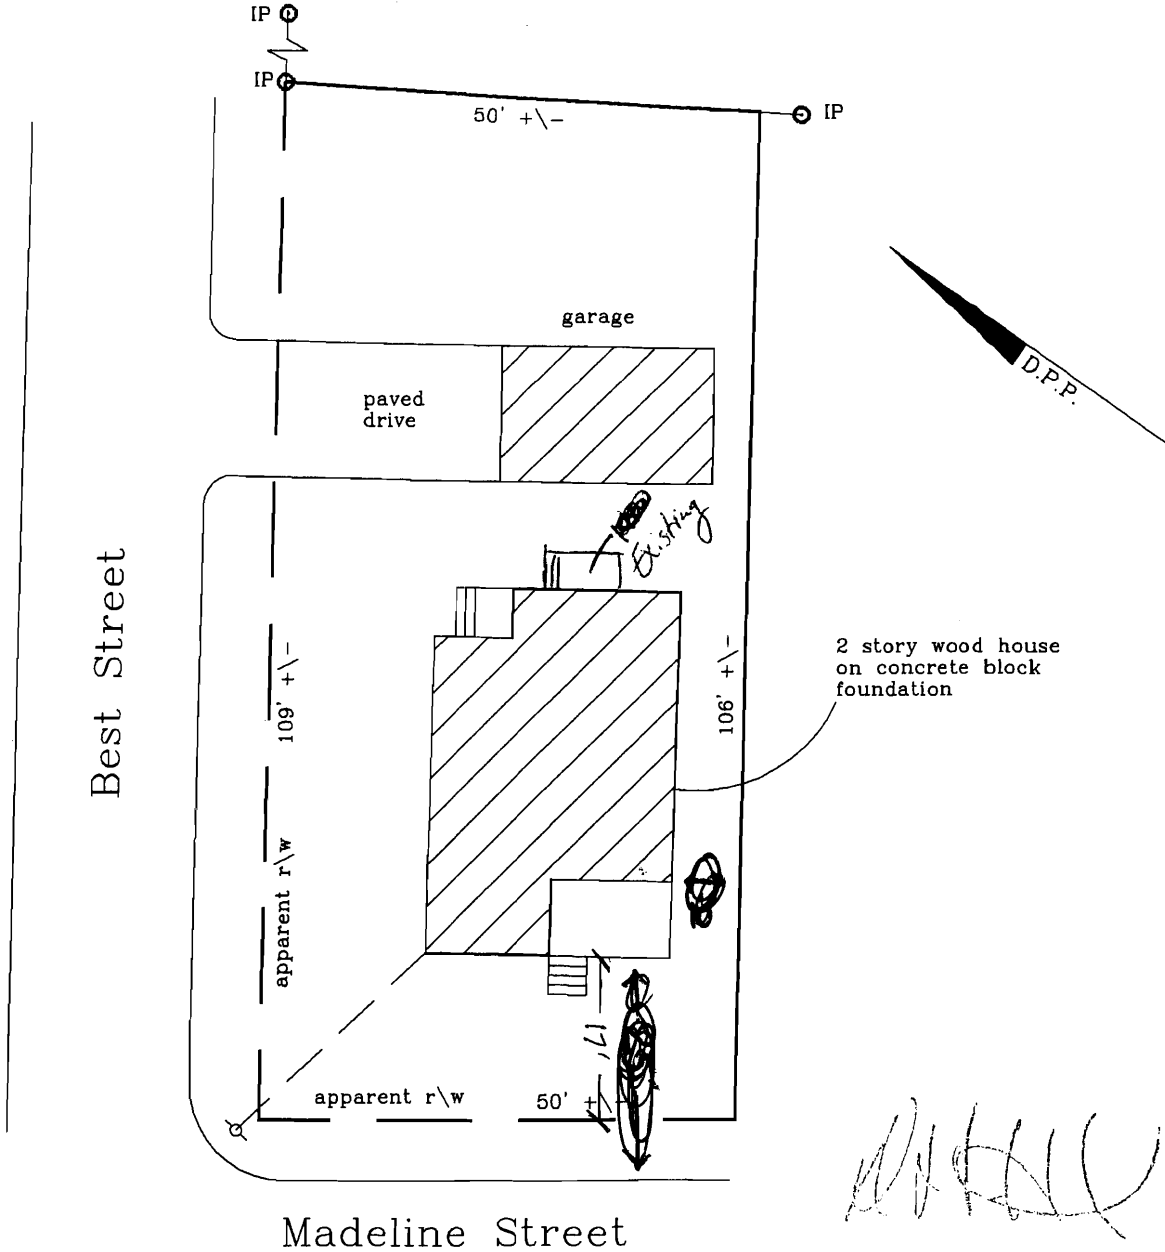 IP
IP
IP
50' +\-
garage
D.P.P.
paved
drive
Existing
Best Street
109' +\-
106' +\-
2 story wood house
on concrete block
foundation
apparent r\w
17'
apparent r\w
50' +
Madeline Street